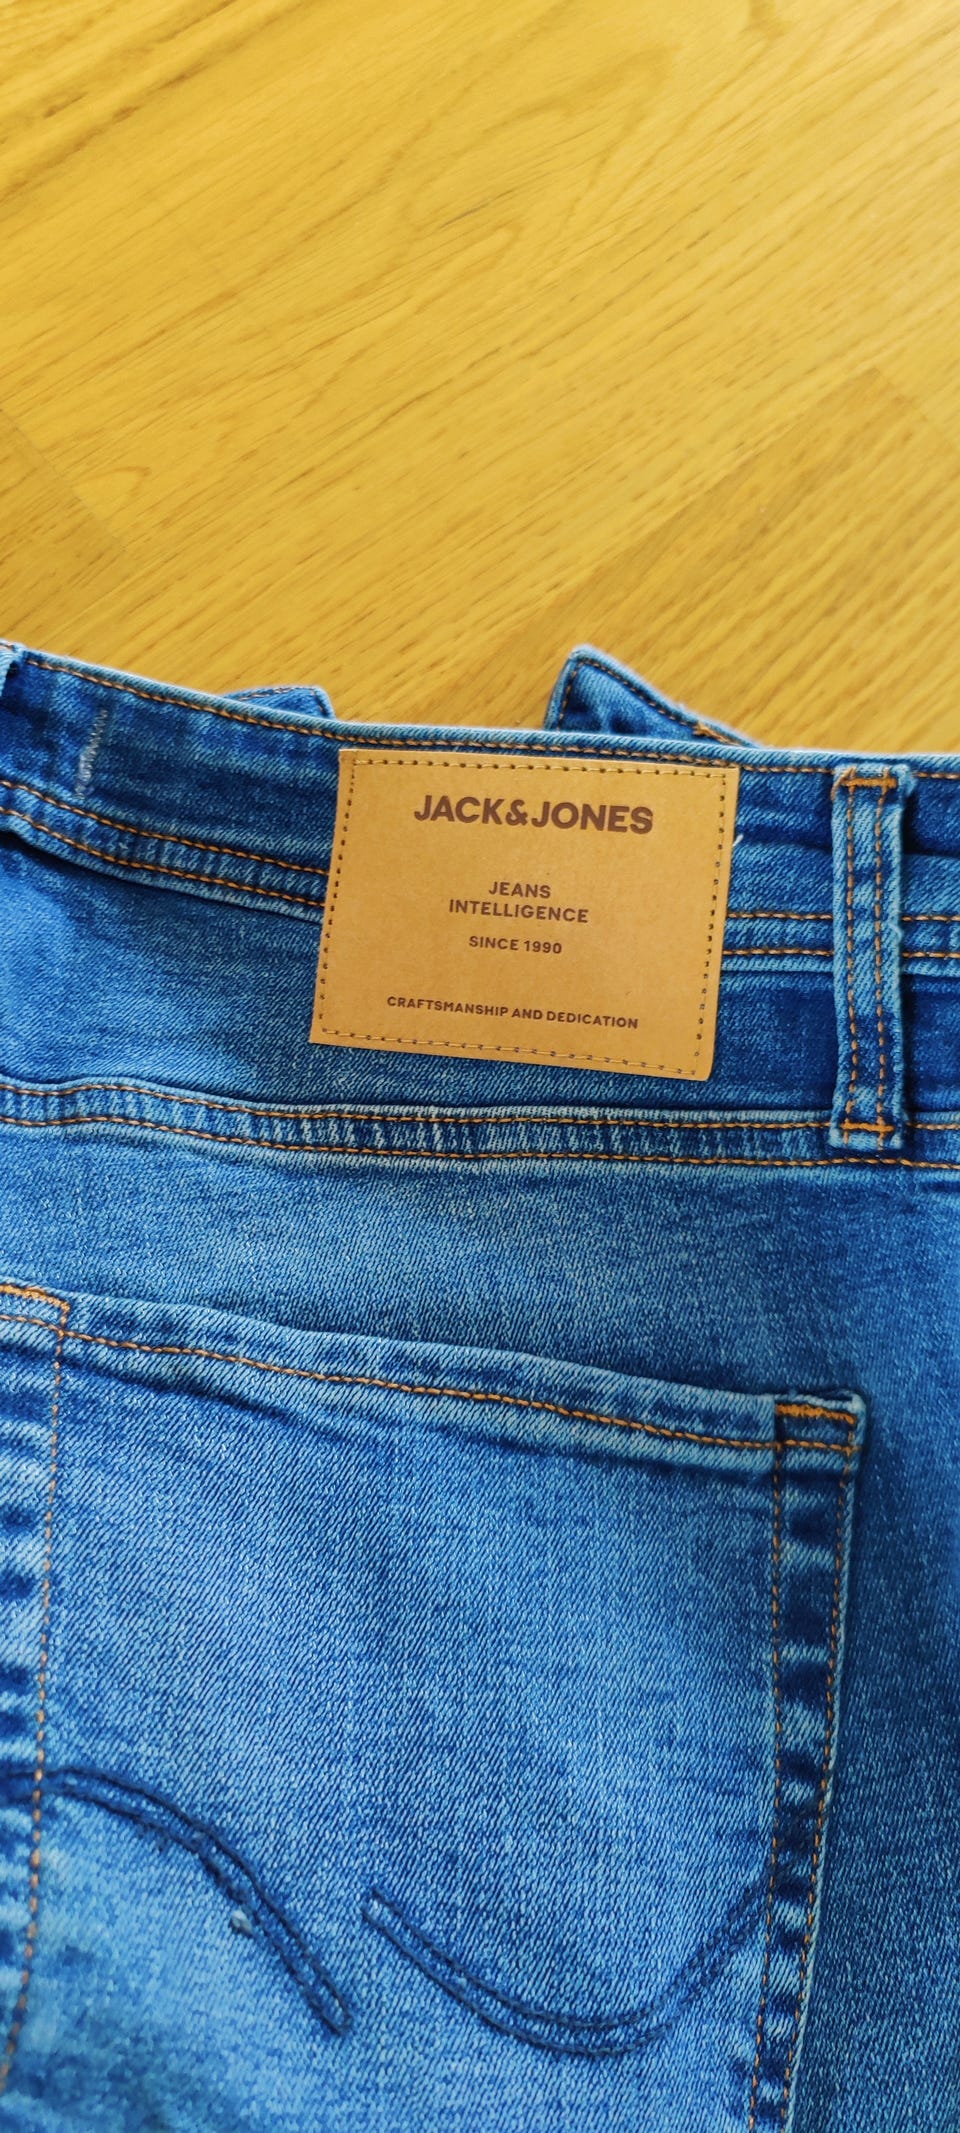 JACK&JONES
JEANS
INTELLIGENCE
SINCE 1990
CRAFTSMANSHIP AND DEDICATION